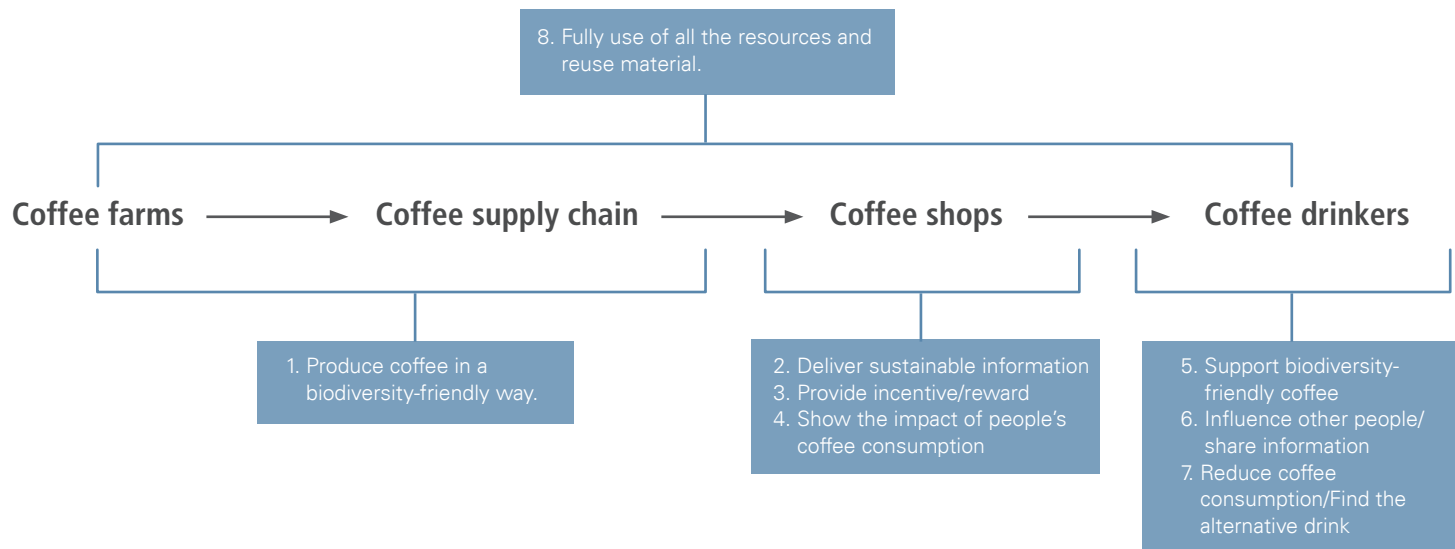 8. Fully use of all the resources and
reuse material.
Coffee farms
Coffee supply chain
Coffee shops
Coffee drinkers
1. Produce coffee in a
biodiversity-friendly way.
2. Deliver sustainable information
3. Provide incentive/reward
4. Show the impact of people’s
coffee consumption
5. Support biodiversity-
friendly coffee
6. Influence other people/
share information
7. Reduce coffee
consumption/Find the
alternative drink